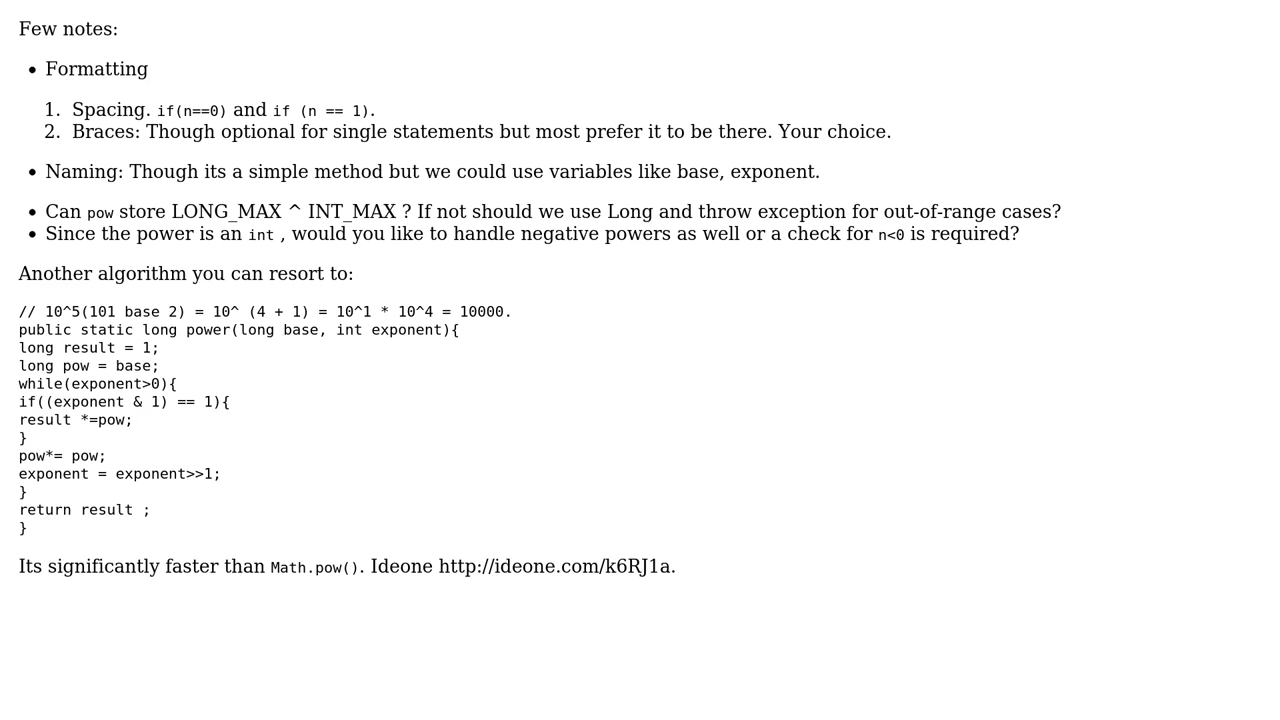 Few notes:
• Formatting
1. Spacing. if(n==0) and if (n == 1).
2. Braces: Though optional for single statements but most prefer it to be there. Your choice.
• Naming: Though its a simple method but we could use variables like base, exponent.
• Can pow store LONG_MAX ^ INT_MAX ? If not should we use Long and throw exception for out-of-range cases?
• Since the power is an int , would you like to handle negative powers as well or a check for n<0 is required?
Another algorithm you can resort to:
// 10^5(101 base 2) = 10^ (4 + 1) = 10^1 * 10^4 = 10000.
public static long power(long base, int exponent){
long result = 1;
long pow = base;
while(exponent>0){
if((exponent & 1) == 1){
result *=pow;
}
pow*= pow;
exponent = exponent>>1;
}
return result ;
}
Its significantly faster than Math.pow(). Ideone http://ideone.com/k6RJ1a.